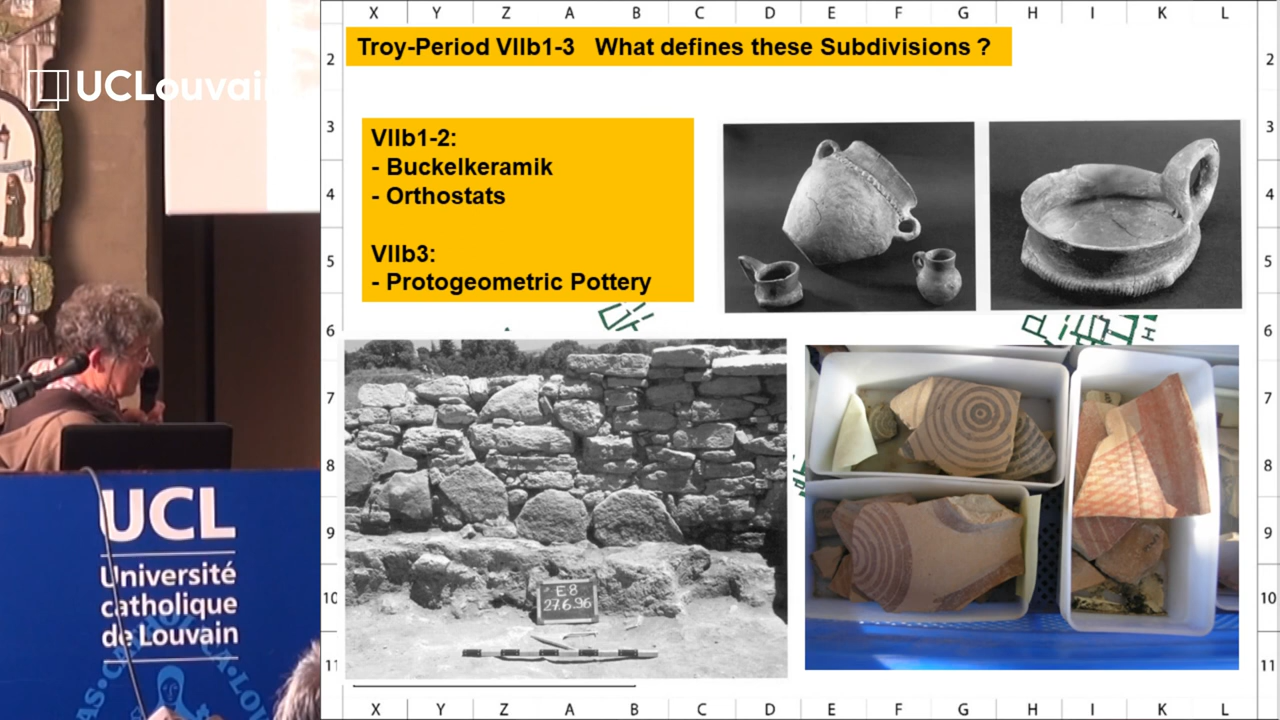 X Y Z A B C D E F G H I K L
Troy-Period VIIb1-3 What defines these Subdivisions ?
2 2
UCLouvai
VIIb1-2:
- Buckelkeramik
- Orthostats
VIIb3:
- Protogeometric Pottery
3 3
4 4
5 5
6 6
7 7
8 8
9 9
10 10
11 11
E8
27.6.96
X Y Z A B C D E F G H I K L
UCL
Université
catholique
de Louvain